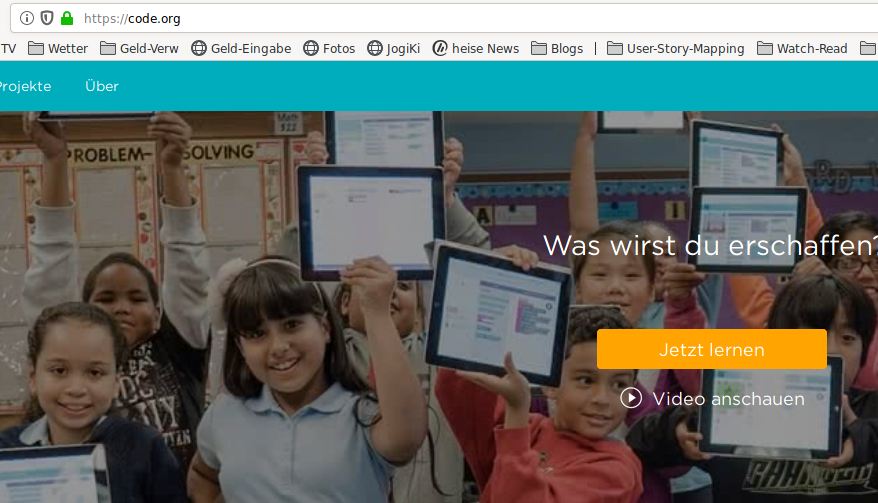 https://code.org
TV Wetter Geld-Verw Geld-Eingabe Fotos JogiKi heise News Blogs User-Story-Mapping Watch-Read
Projekte Über
Math
522
PROBLEM-SOLVING
Was wirst du erschaffen?
Jetzt lernen
Video anschauen